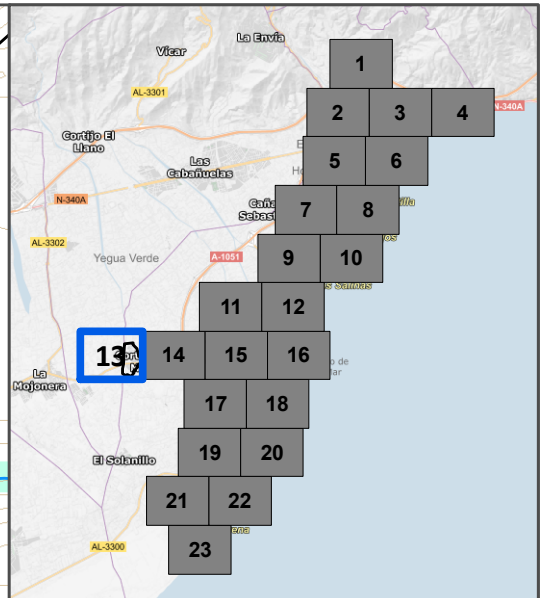 La Envía
Vícar
1
AL-3301
N-340A
2 3 4
Cortijo El
Llano
Las
Cabañuelas
5 6
N-340A
7 8
AL-3302
A-1051
Yegua Verde
9 10
s Salinas
11 12
13 14 15 16
La
Mojonera
17 18
El Solanillo
19 20
21 22
AL-3300
23